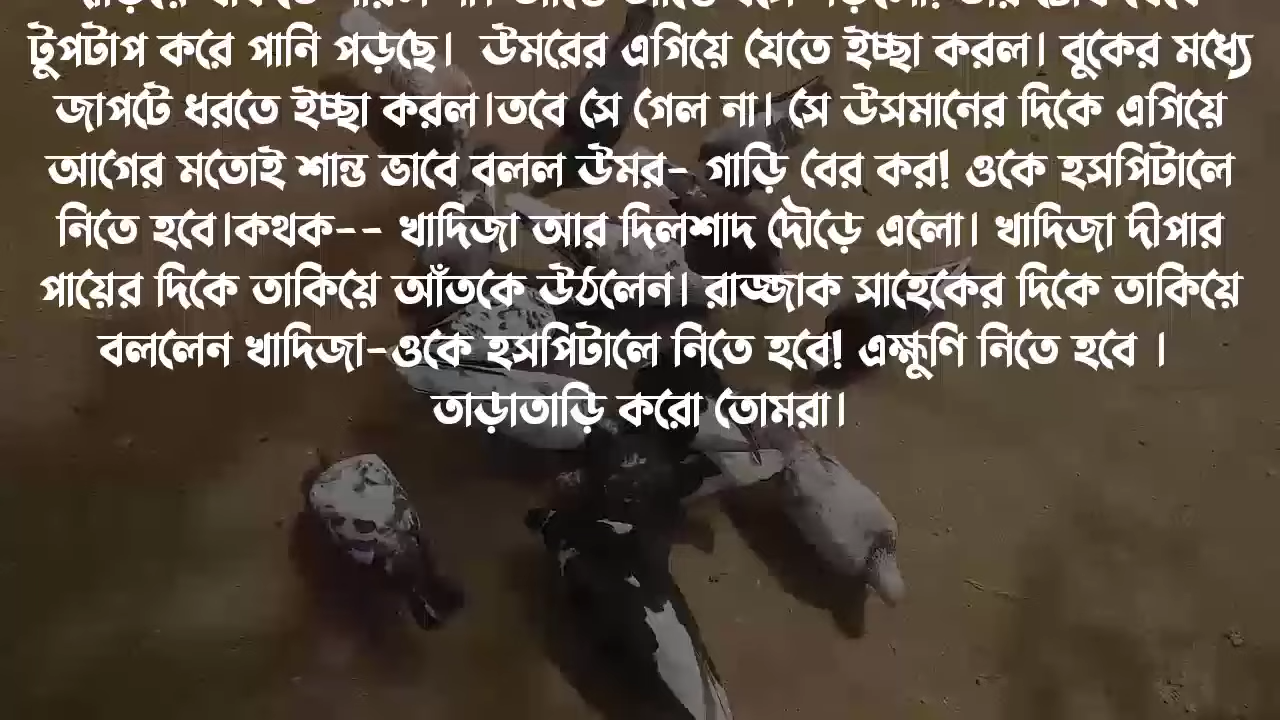 টুপটাপ করে পানি পড়ছে।  উমরের এগিয়ে যেতে ইচ্ছা করল। বুকের মধ্যে
জাপটে ধরতে ইচ্ছা করল।তবে সে গেল না। সে উসমানের দিকে এগিয়ে
আগের মতোই শান্ত ভাবে বলল উমর- গাড়ি বের কর! ওকে হসপিটালে
নিতে হবে।কথক-- খাদিজা আর দিলশাদ দৌড়ে এলো। খাদিজা দীপার
পায়ের দিকে তাকিয়ে আঁতকে উঠলেন। রাজ্জাক সাহেকের দিকে তাকিয়ে
বললেন খাদিজা-ওকে হসপিটালে নিতে হবে! এক্ষুণি নিতে হবে ।
তাড়াতাড়ি করো তোমরা।